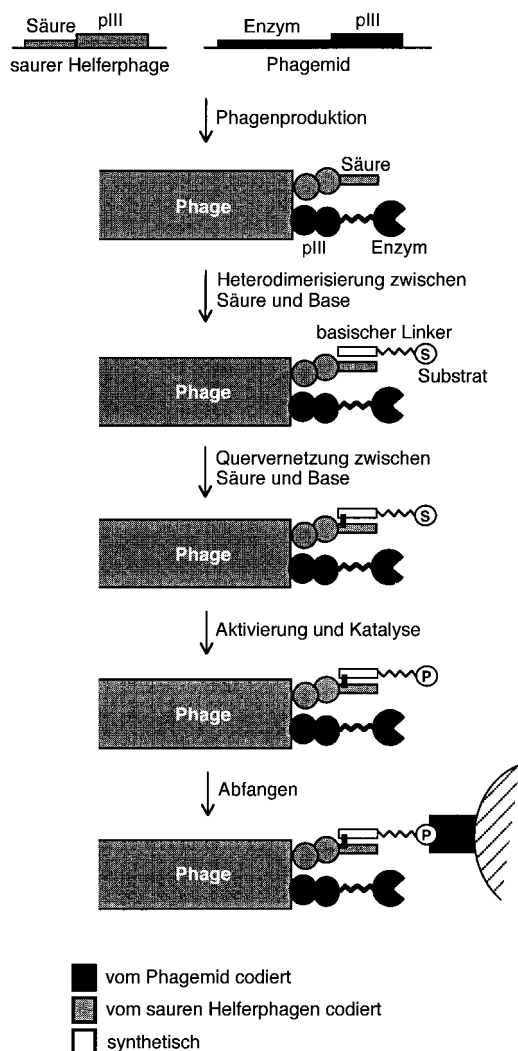 Säure pIII
saurer Helferphage
Enzym pIII
Phagemid
Phagenproduktion
Säure
Phage
pIII
Enzym
Heterodimerisierung zwischen
Säure und Base
basischer Linker
S
Substrat
Phage
Quervernetzung zwischen
Säure und Base
S
Phage
Aktivierung und Katalyse
P
Phage
Abfangen
P
Phage
vom Phagemid codiert
vom sauren Helferphagen codiert
synthetisch